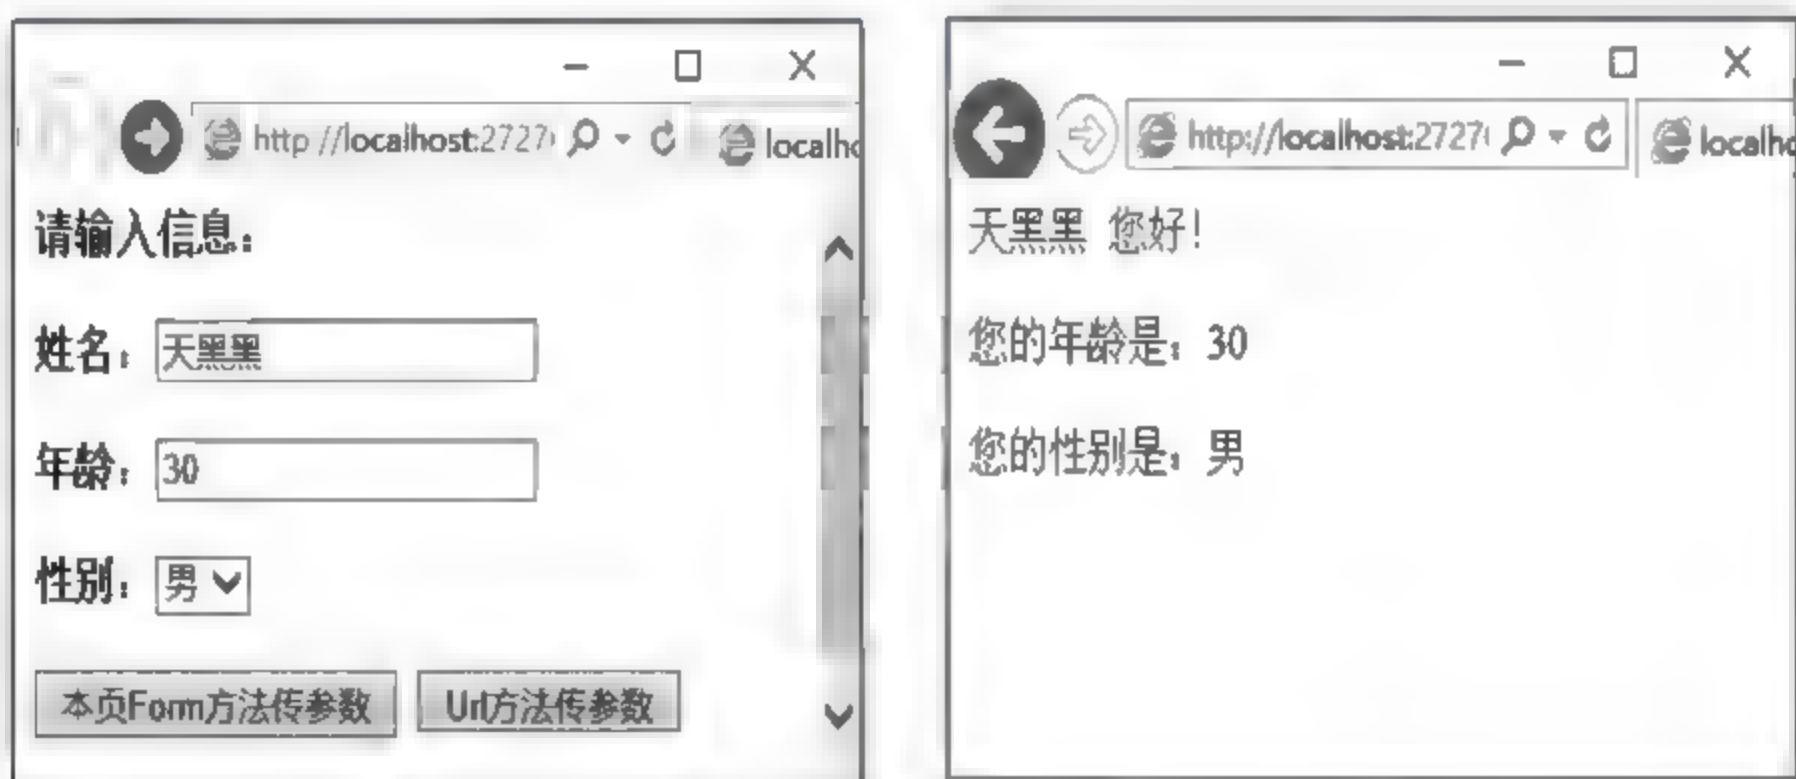 http //localhost:2727
localho
请输入信息：
姓名：天黑黑
年龄：30
性别：男
本页Form方法传参数 Url方法传参数
http://localhost:2727
localho
天黑黑 您好！
您的年龄是：30
您的性别是：男